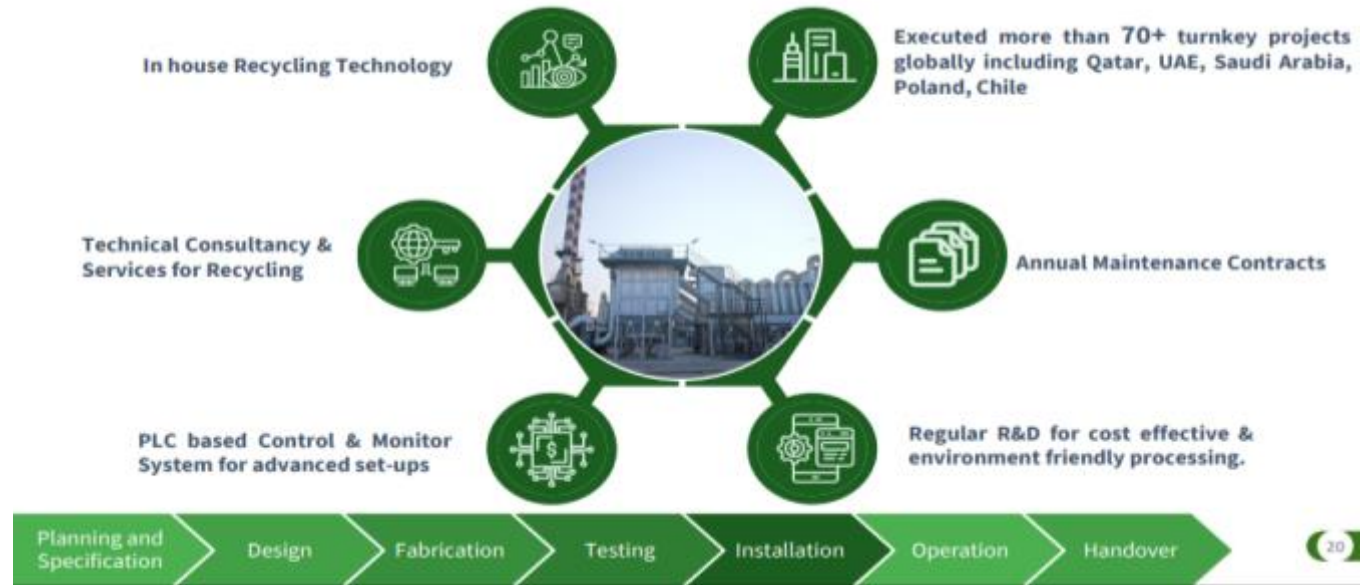 In house Recycling Technology
Executed more than 70+ turnkey projects
globally including Qatar, UAE, Saudi Arabia,
Poland, Chile
Technical Consultancy &
Services for Recycling
Annual Maintenance Contracts
PLC based Control & Monitor
System for advanced set-ups
$
Regular R&D for cost effective &
environment friendly processing.
Planning and
Specification
Design
Fabrication
Testing
Installation
Operation
Handover
20